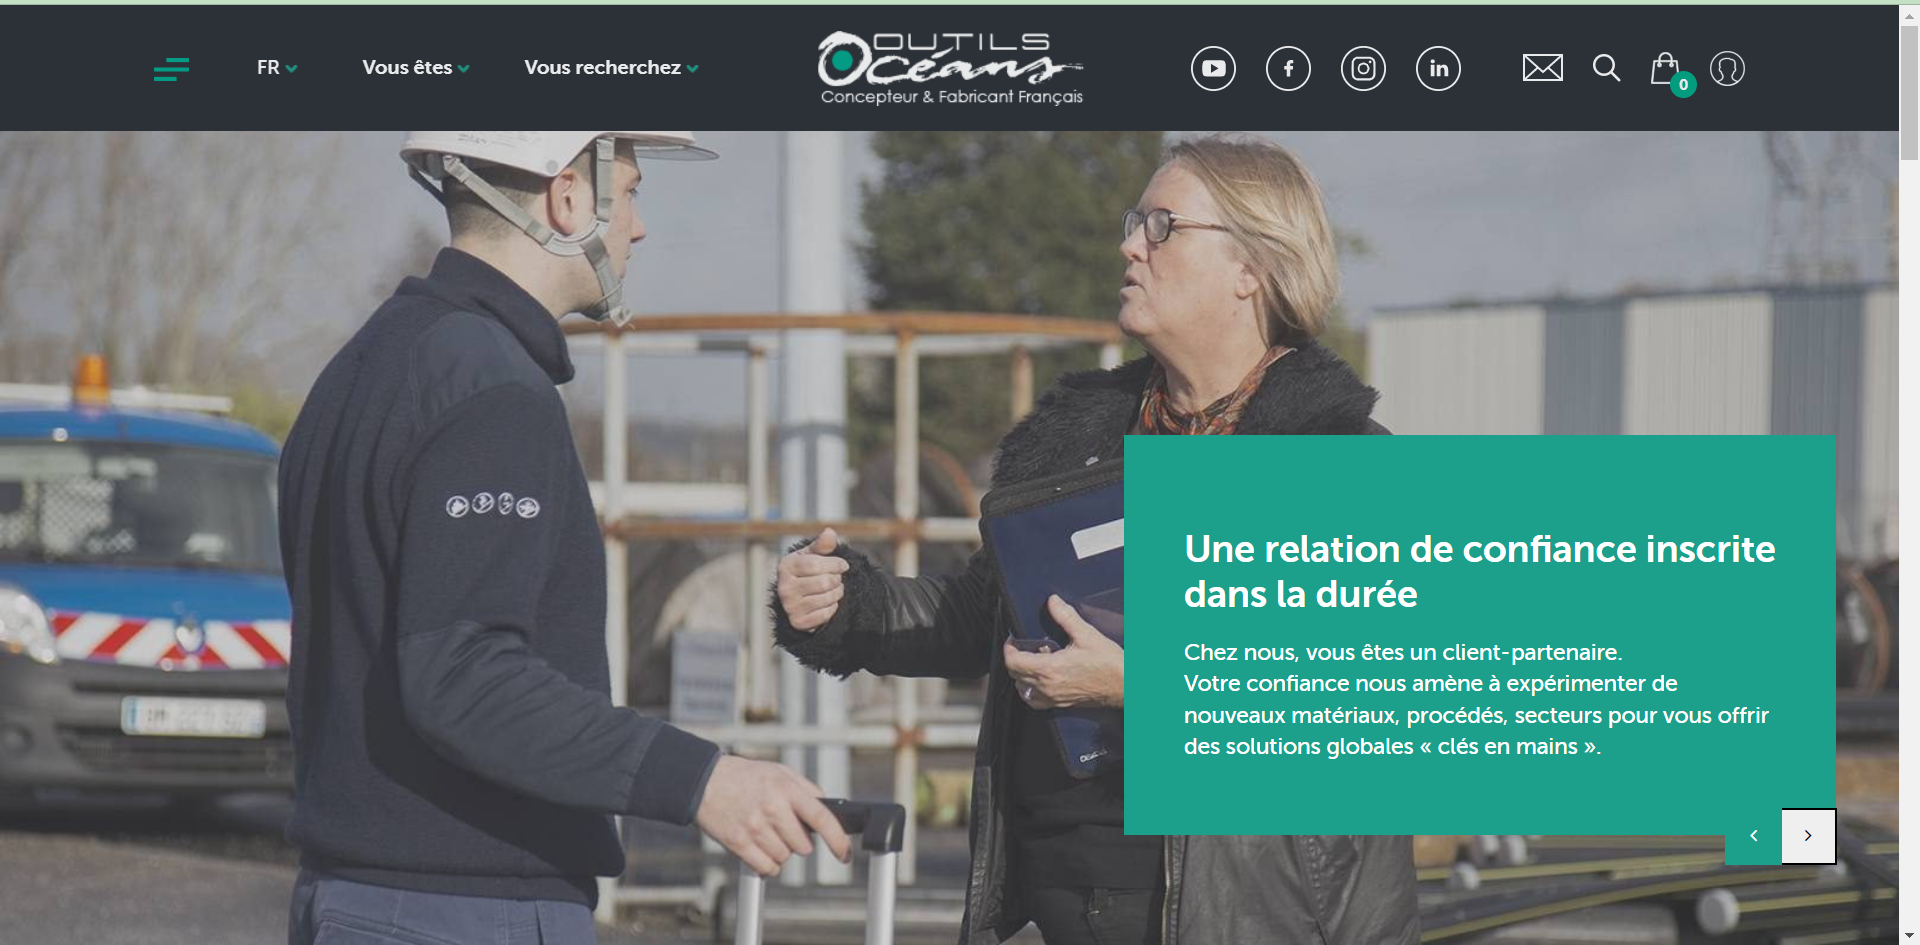 FR
Vous êtes
Vous recherchez
OUTILS
Océans
Concepteur & Fabricant Français
0
Une relation de confiance inscrite
dans la durée
Chez nous, vous êtes un client-partenaire.
Votre confiance nous amène à expérimenter de
nouveaux matériaux, procédés, secteurs pour vous offrir
des solutions globales « clés en mains ».